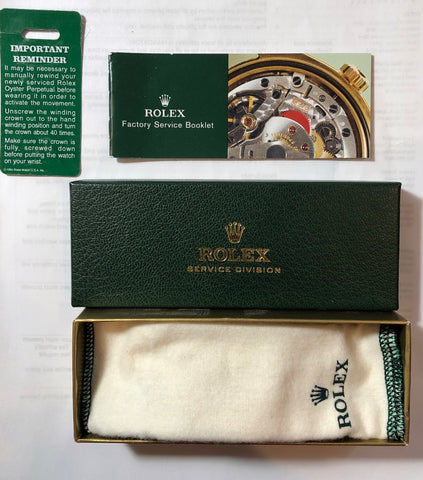 IMPORTANT
REMINDER
It may be necessary to
manually rewind your
newly serviced Rolex
Oyster Perpetual before
wearing it in order to
activate the movement.
Unscrew the winding
crown out to the hand
winding position and turn
the crown about 40 times.
Make sure the crown is
fully, screwed down
before putting the watch
on your wrist.
ROLEX
Factory Service Booklet
ROLEX
SERVICE DIVISION
ROLEX